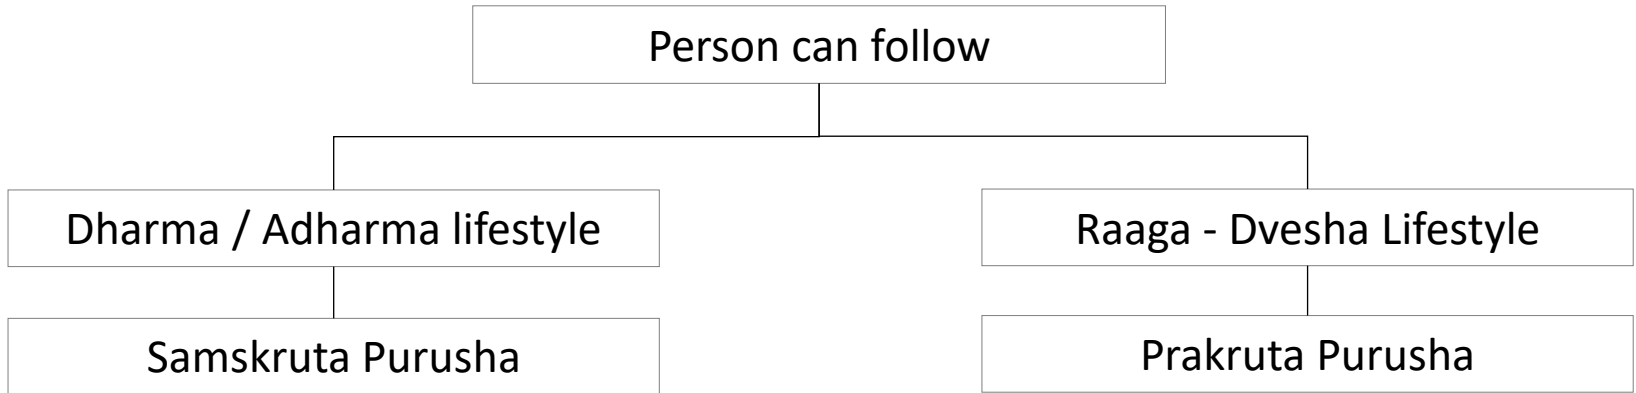 Person can follow
Dharma / Adharma lifestyle
Raaga - Dvesha Lifestyle
Samskruta Purusha
Prakruta Purusha